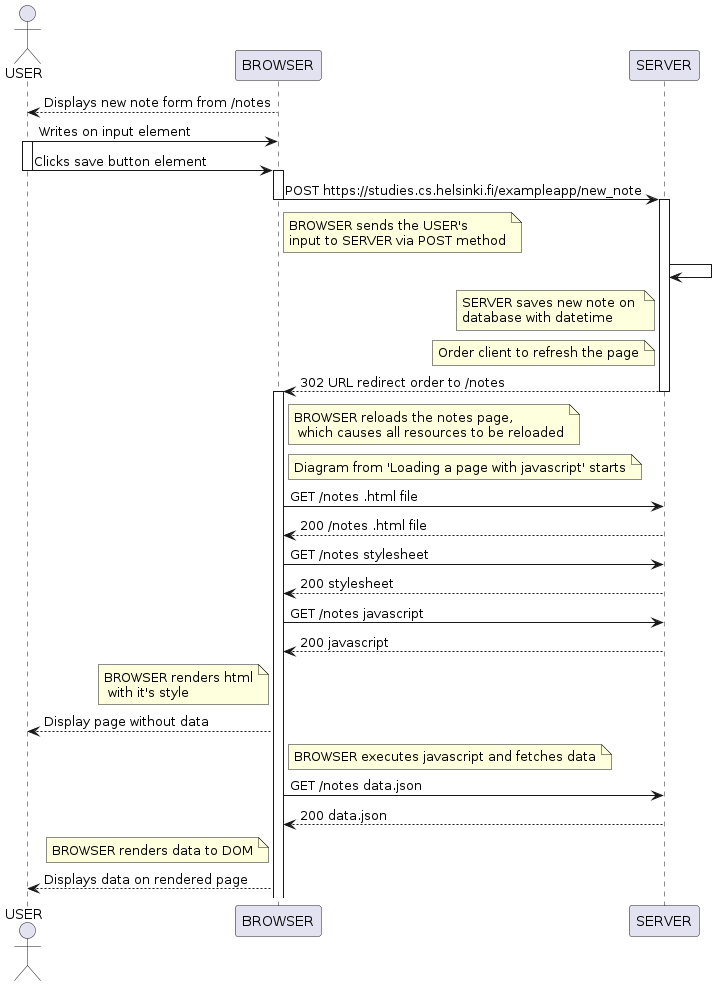 USER
BROWSER
SERVER
Displays new note form from /notes
Writes on input element
Clicks save button element
POST https://studies.cs.helsinki.fi/exampleapp/new_note
BROWSER sends the USER's
input to SERVER via POST method
SERVER saves new note on
database with datetime
Order client to refresh the page
302 URL redirect order to /notes
BROWSER reloads the notes page,
which causes all resources to be reloaded
Diagram from 'Loading a page with javascript' starts
GET /notes .html file
200 /notes .html file
GET /notes stylesheet
200 stylesheet
GET /notes javascript
200 javascript
BROWSER renders html
with it's style
Display page without data
BROWSER executes javascript and fetches data
GET /notes data.json
200 data.json
BROWSER renders data to DOM
Displays data on rendered page
USER
BROWSER
SERVER